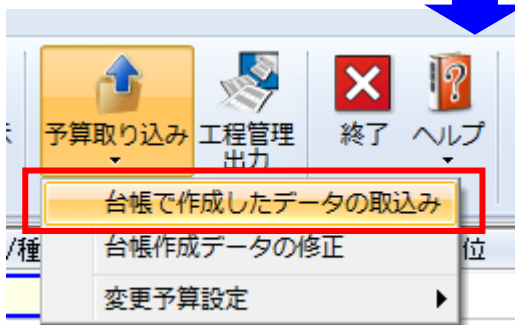 予算取り込み 工程管理
出力 終了 ヘルプ
台帳で作成したデータの取込み
/種 台帳作成データの修正 位
変更予算設定